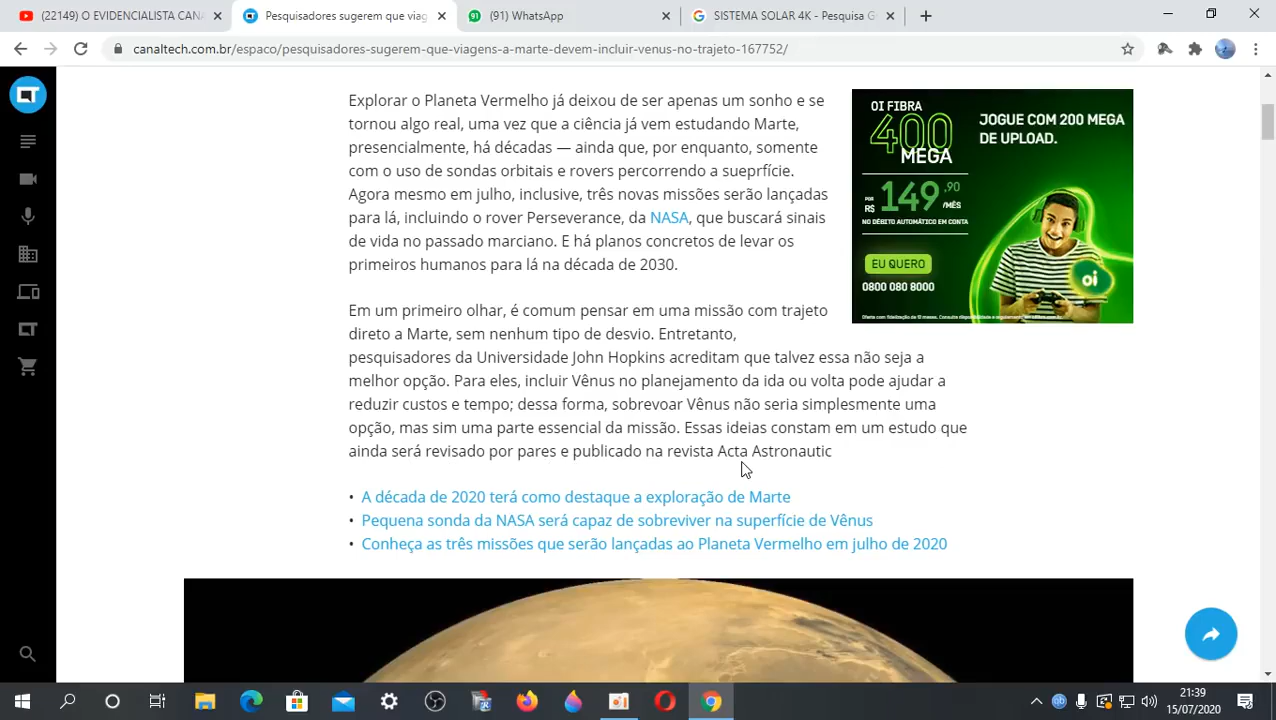 (22149) O EVIDENCIALISTA CANA
Pesquisadores sugerem que viag
(91) WhatsApp
SISTEMA SOLAR 4K - Pesquisa G
canaltech.com.br/espaco/pesquisadores-sugerem-que-viagens-a-marte-devem-incluir-venus-no-trajeto-167752/
Explorar o Planeta Vermelho já deixou de ser apenas um sonho e se
tornou algo real, uma vez que a ciência já vem estudando Marte,
presencialmente, há décadas — ainda que, por enquanto, somente
com o uso de sondas orbitais e rovers percorrendo a sueprfície.
Agora mesmo em julho, inclusive, três novas missões serão lançadas
para lá, incluindo o rover Perseverance, da NASA, que buscará sinais
de vida no passado marciano. E há planos concretos de levar os
primeiros humanos para lá na década de 2030.
OI FIBRA
400
MEGA
JOGUE COM 200 MEGA
DE UPLOAD.
POR
R$ 149,90
/MÊS
NO DÉBITO AUTOMÁTICO EM CONTA
EU QUERO
0800 080 8000
oi
Em um primeiro olhar, é comum pensar em uma missão com trajeto
direto a Marte, sem nenhum tipo de desvio. Entretanto,
pesquisadores da Universidade John Hopkins acreditam que talvez essa não seja a
melhor opção. Para eles, incluir Vênus no planejamento da ida ou volta pode ajudar a
reduzir custos e tempo; dessa forma, sobrevoar Vênus não seria simplesmente uma
opção, mas sim uma parte essencial da missão. Essas ideias constam em um estudo que
ainda será revisado por pares e publicado na revista Acta Astronautic
• A década de 2020 terá como destaque a exploração de Marte
• Pequena sonda da NASA será capaz de sobreviver na superfície de Vênus
• Conheça as três missões que serão lançadas ao Planeta Vermelho em julho de 2020
21:39
15/07/2020